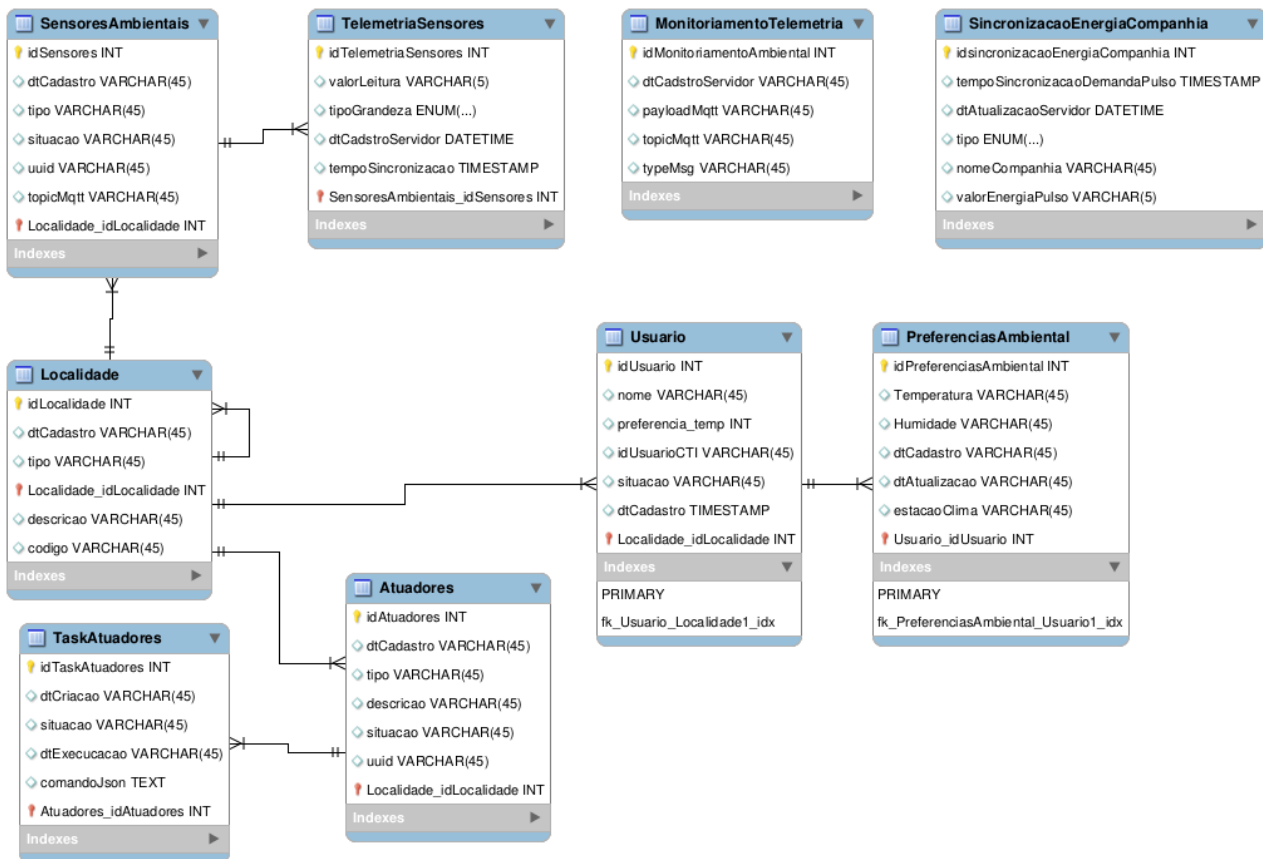 SensoresAmbientais
idSensores INT
dtCadastro VARCHAR(45)
tipo VARCHAR(45)
situacao VARCHAR(45)
uuid VARCHAR(45)
topicMqtt VARCHAR(45)
Localidade_idLocalidade INT
Indexes
TelemetriaSensores
idTelemetriaSensores INT
valorLeitura VARCHAR(5)
tipoGrandeza ENUM(...)
dtCadstroServidor DATETIME
tempoSincronizacao TIMESTAMP
SensoresAmbientais_idSensores INT
Indexes
MonitoriamentoTelemetria
idMonitoriamentoAmbiental INT
dtCadstroServidor VARCHAR(45)
payloadMqtt VARCHAR(45)
topicMqtt VARCHAR(45)
typeMsg VARCHAR(45)
Indexes
SincronizacaoEnergiaCompanhia
idsincronizacaoEnergiaCompanhia INT
tempoSincronizacaoDemandaPulso TIMESTAMP
dtAtualizacaoServidor DATETIME
tipo ENUM(...)
nomeCompanhia VARCHAR(45)
valorEnergiaPulso VARCHAR(5)
Indexes
Localidade
idLocalidade INT
dtCadastro VARCHAR(45)
tipo VARCHAR(45)
Localidade_idLocalidade INT
descricao VARCHAR(45)
codigo VARCHAR(45)
Indexes
Usuario
idUsuario INT
nome VARCHAR(45)
preferencia_temp INT
idUsuarioCTI VARCHAR(45)
situacao VARCHAR(45)
dtCadastro TIMESTAMP
Localidade_idLocalidade INT
Indexes
PRIMARY
fk_Usuario_Localidade1_idx
PreferenciasAmbiental
idPreferenciasAmbiental INT
Temperatura VARCHAR(45)
Humidade VARCHAR(45)
dtCadastro VARCHAR(45)
dtAtualizacao VARCHAR(45)
estacaoClima VARCHAR(45)
Usuario_idUsuario INT
Indexes
PRIMARY
fk_PreferenciasAmbiental_Usuario1_idx
Atuadores
idAtuadores INT
dtCadastro VARCHAR(45)
tipo VARCHAR(45)
descricao VARCHAR(45)
situacao VARCHAR(45)
uuid VARCHAR(45)
Localidade_idLocalidade INT
Indexes
TaskAtuadores
idTaskAtuadores INT
dtCriacao VARCHAR(45)
situacao VARCHAR(45)
dtExecucacao VARCHAR(45)
comandoJson TEXT
Atuadores_idAtuadores INT
Indexes